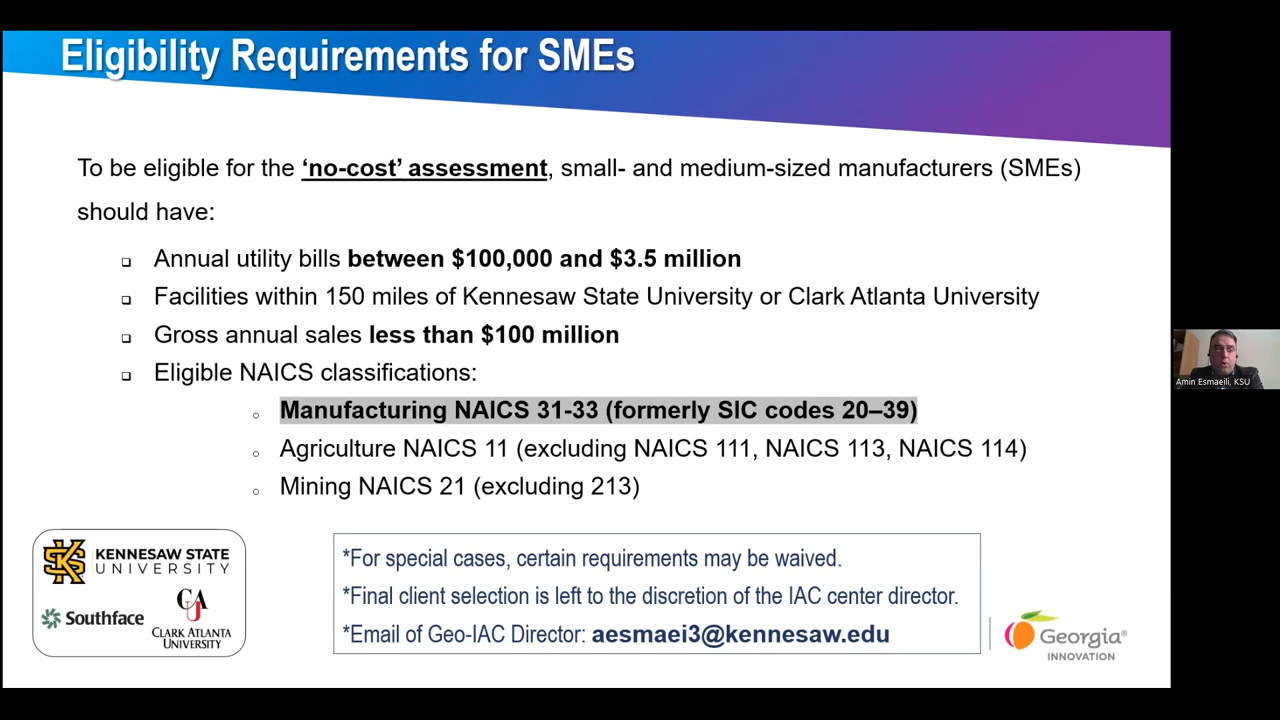 Eligibility Requirements for SMEs
To be eligible for the ‘no-cost’ assessment, small- and medium-sized manufacturers (SMEs)
should have:
Annual utility bills between $100,000 and $3.5 million
Facilities within 150 miles of Kennesaw State University or Clark Atlanta University
Gross annual sales less than $100 million
Eligible NAICS classifications:
Manufacturing NAICS 31-33 (formerly SIC codes 20–39)
Agriculture NAICS 11 (excluding NAICS 111, NAICS 113, NAICS 114)
Mining NAICS 21 (excluding 213)
KENNESAW STATE
UNIVERSITY
Southface
CLARK ATLANTA
UNIVERSITY
*For special cases, certain requirements may be waived.
*Final client selection is left to the discretion of the IAC center director.
*Email of Geo-IAC Director: aesmaei3@kennesaw.edu
Georgia®
INNOVATION
Amin Esmaeili, KSU